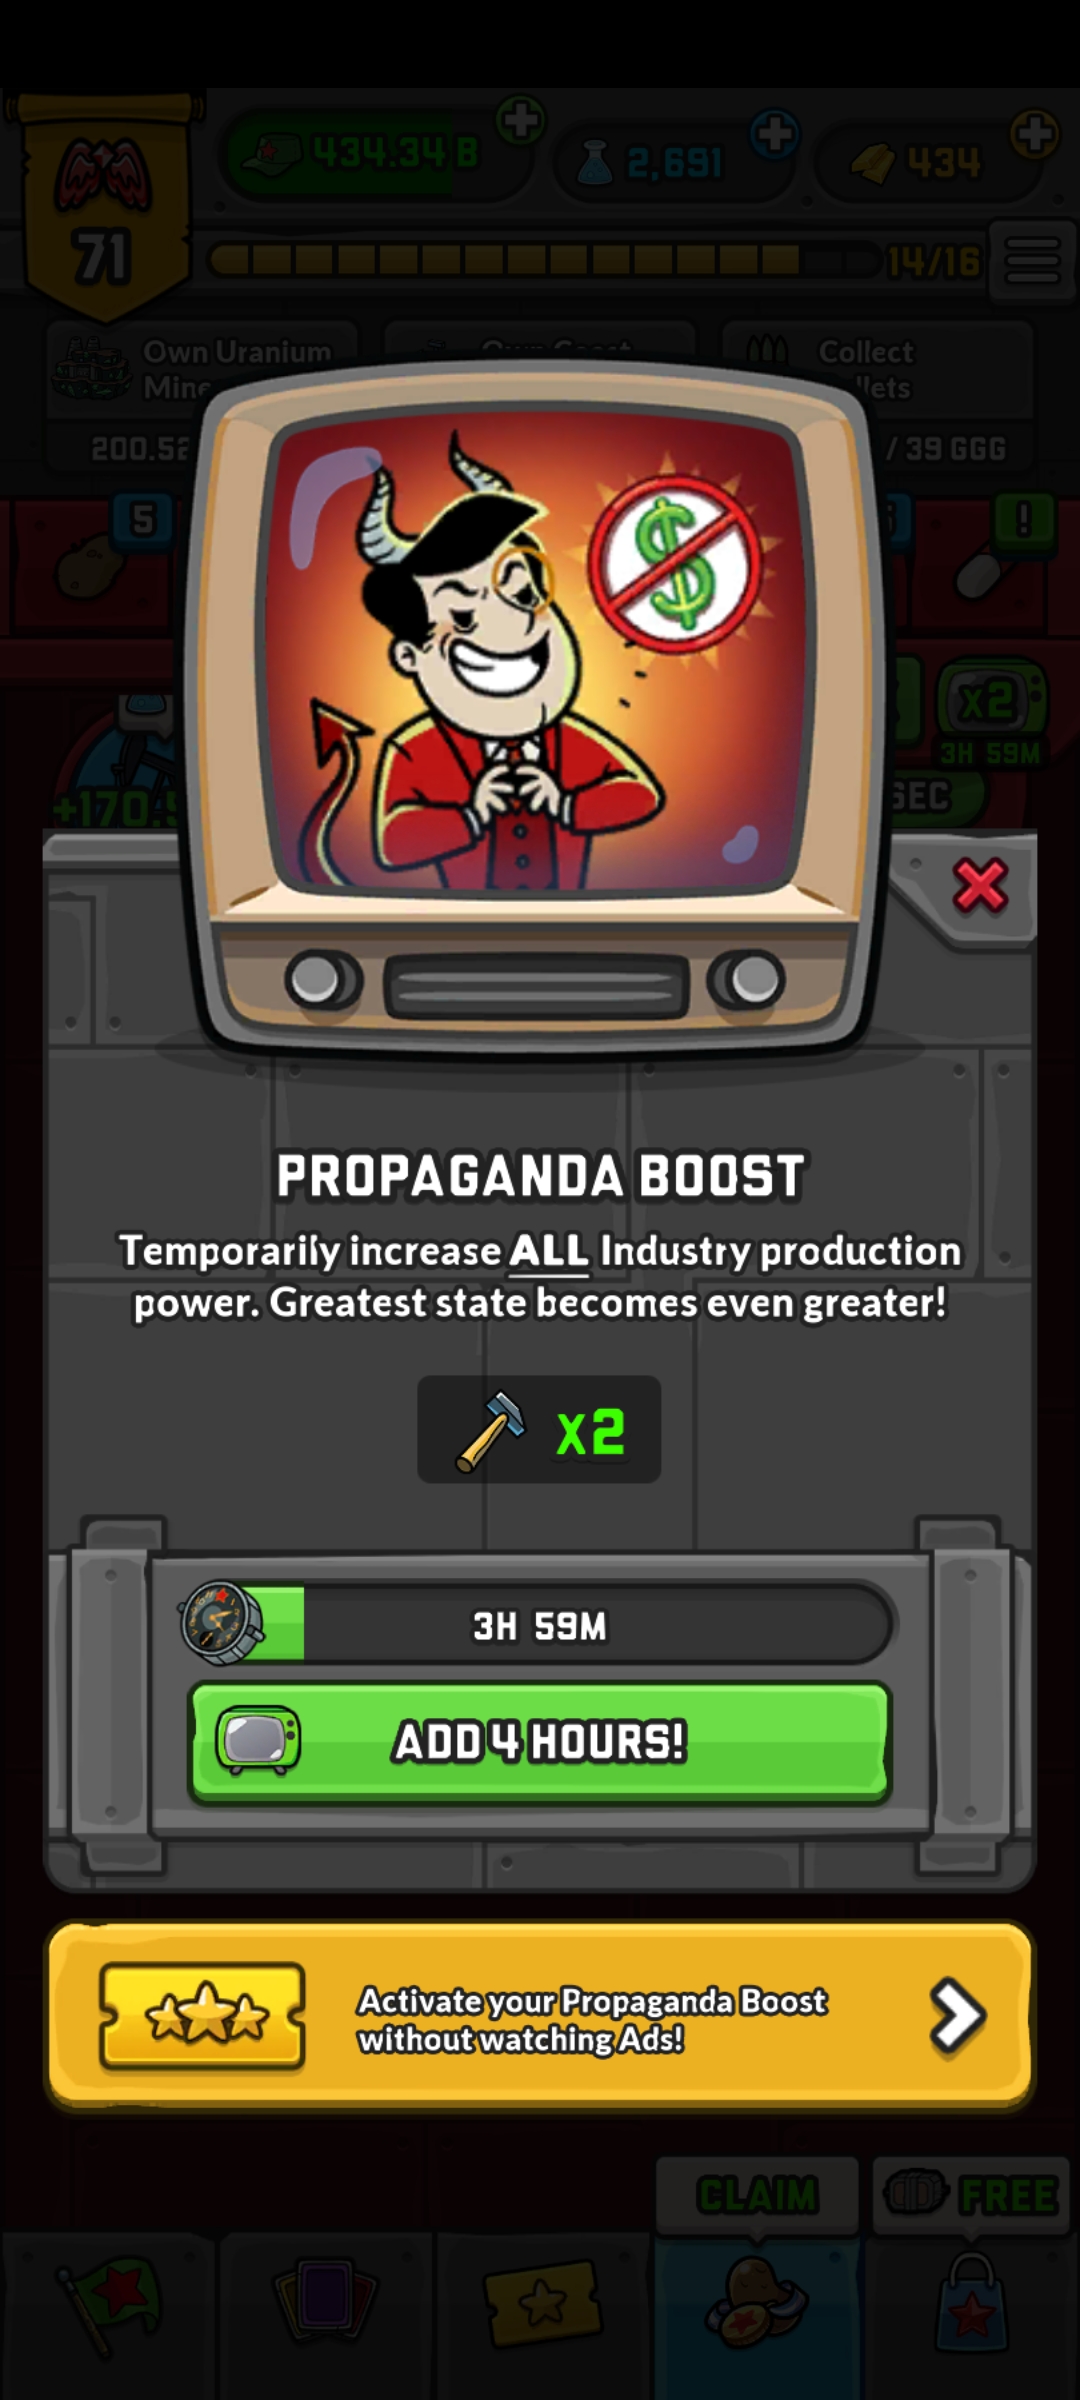 434.34 B
2,691
434
71
14/16
Own Uranium
Collect
/ 39 GGG
5
!
x2
3H 59M
PROPAGANDA BOOST
Temporarily increase ALL Industry production
power. Greatest state becomes even greater!
x2
3H 59M
ADD 4 HOURS!
Activate your Propaganda Boost
without watching Ads!
CLAIM
FREE